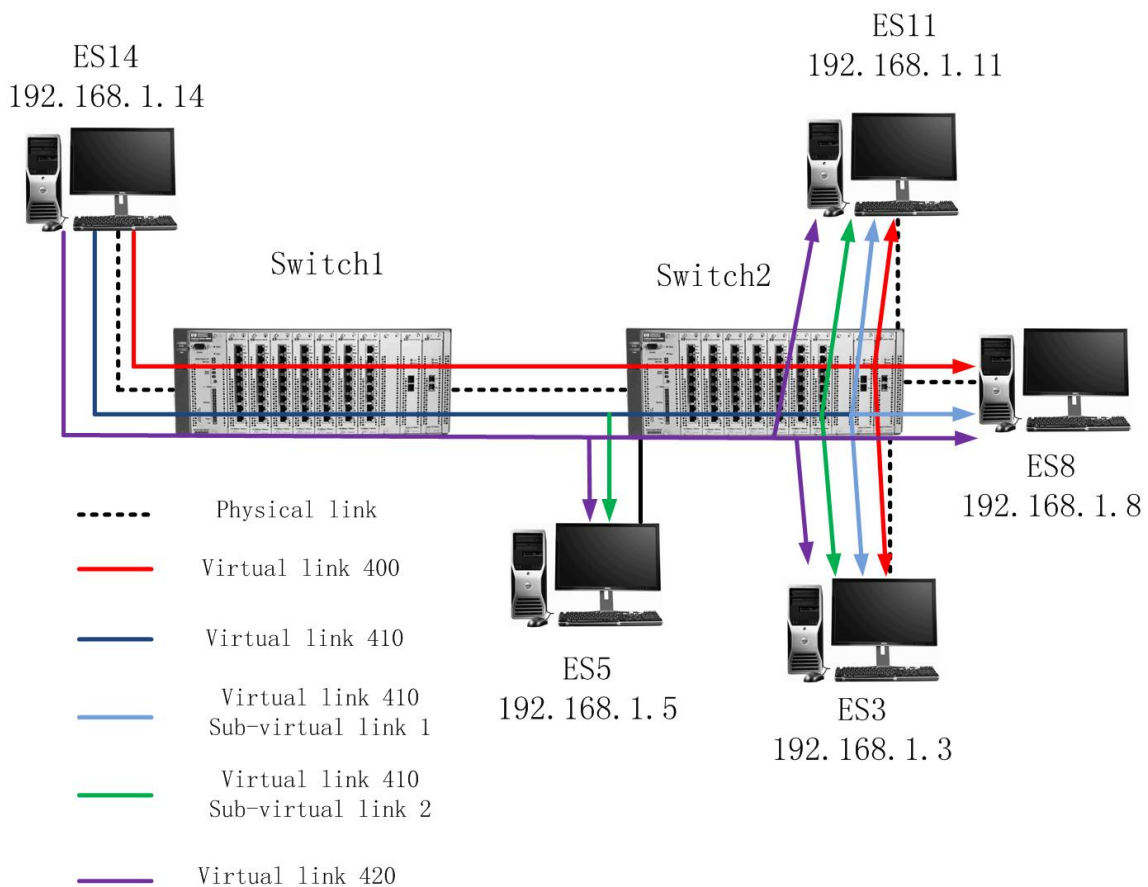 ES14
192. 168. 1. 14
ES11
192. 168. 1. 11
Switch1
Switch2
ES8
192. 168. 1. 8
ES5
192. 168. 1. 5
ES3
192. 168. 1. 3
Physical link
Virtual link 400
Virtual link 410
Virtual link 410
Sub-virtual link 1
Virtual link 410
Sub-virtual link 2
Virtual link 420